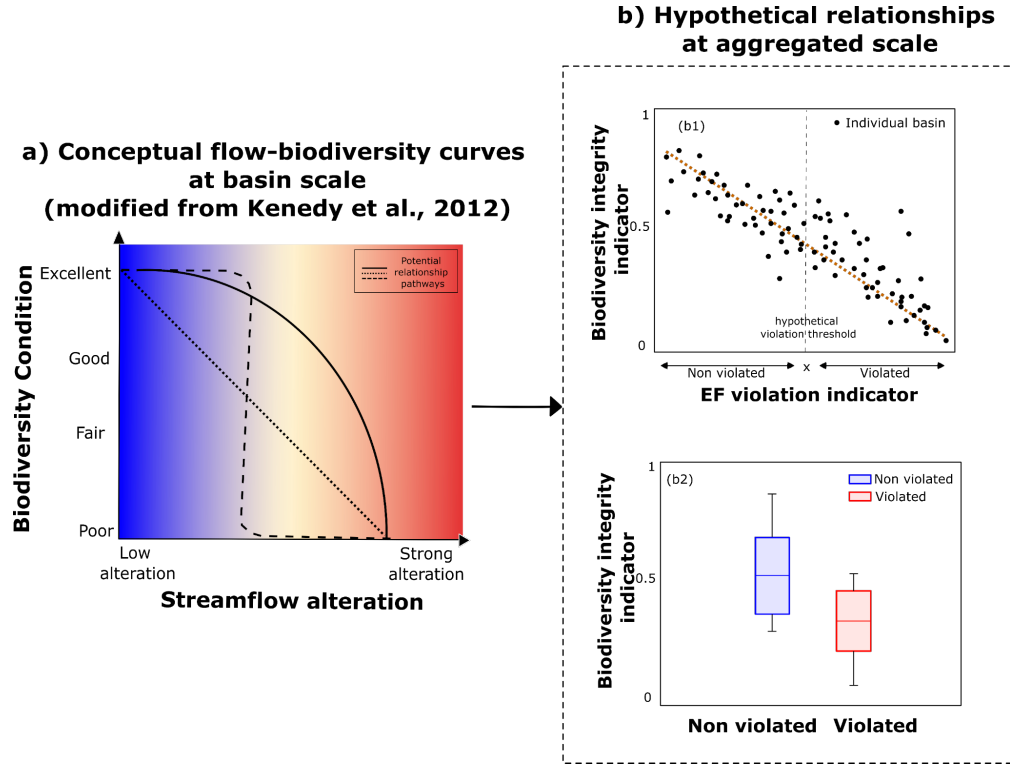 a) Conceptual flow-biodiversity curves
at basin scale
(modified from Kenedy et al., 2012)
Biodiversity Condition
Excellent
Good
Fair
Poor
Potential
relationship
pathways
Low
alteration
Strong
alteration
Streamflow alteration
b) Hypothetical relationships
at aggregated scale
Biodiversity integrity
indicator
1
0.5
0
(b1)
Individual basin
hypothetical
violation threshold
Non violated
x
Violated
EF violation indicator
Biodiversity integrity
indicator
1
0.5
0
(b2)
Non violated
Violated
Non violated
Violated